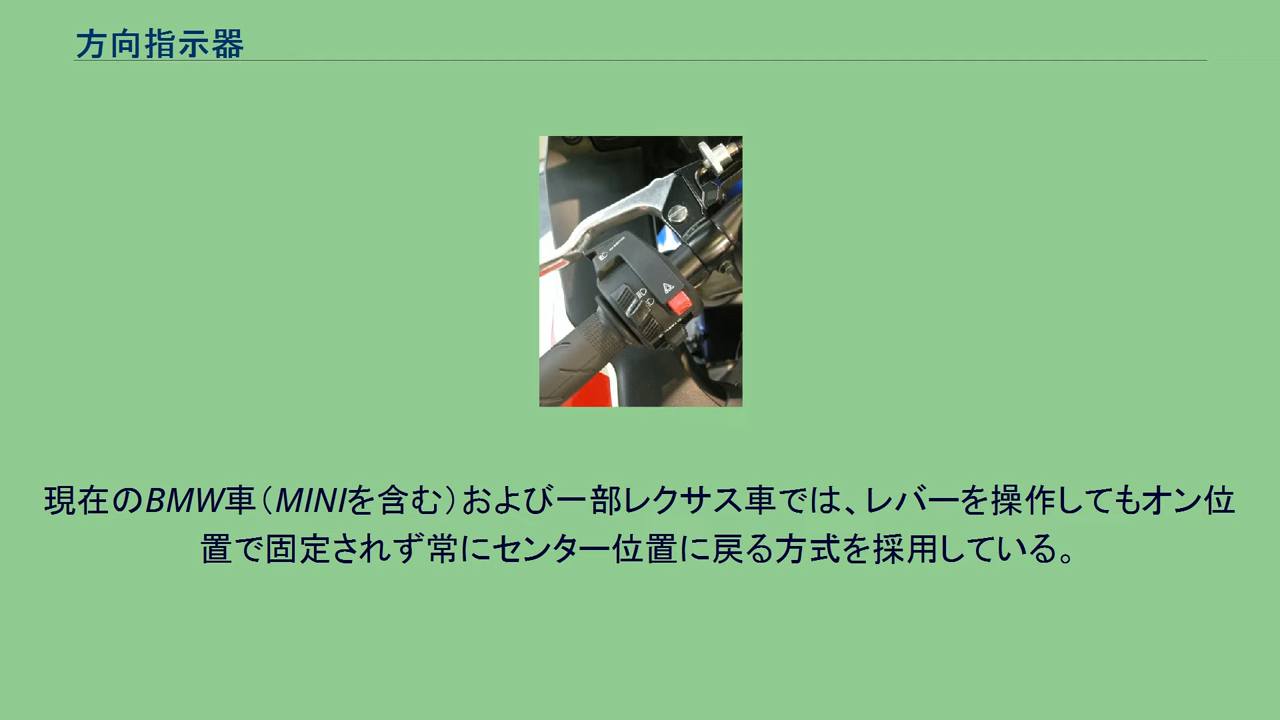 方向指示器
現在のBMW車（MINIを含む）および一部レクサス車では、レバーを操作してもオン位
置で固定されず常にセンター位置に戻る方式を採用している。